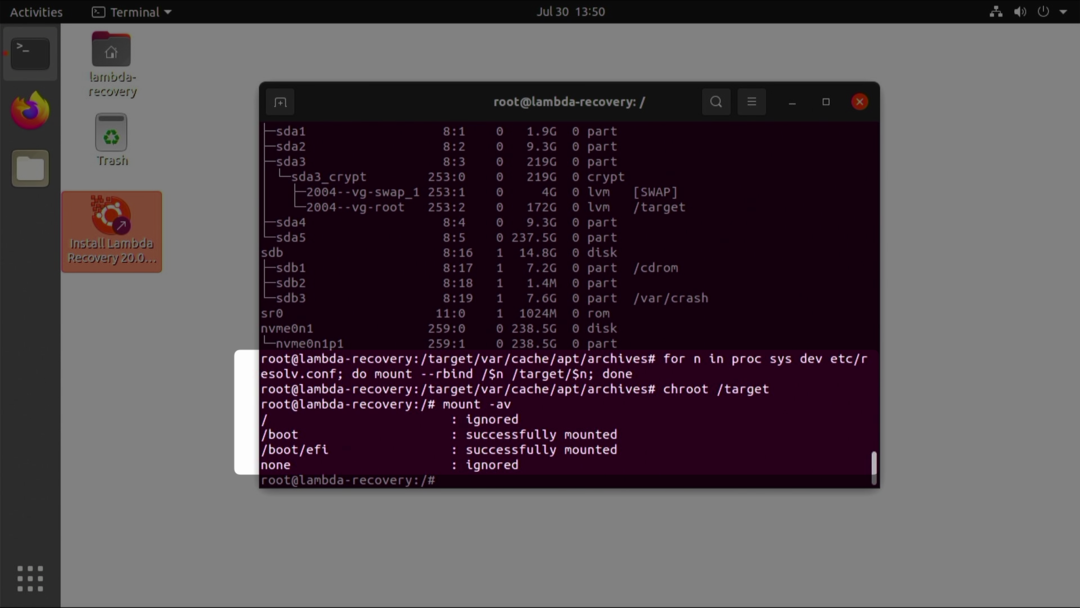 Activities
Terminal
Jul 30 13:50
lambda-
recovery
Trash
Install Lambda
Recovery 20.0...
root@lambda-recovery: /
├─sda1 8:1 0 1.9G 0 part
├─sda2 8:2 0 9.3G 0 part
├─sda3 8:3 0 219G 0 part
│ └─sda3_crypt 253:0 0 219G 0 crypt
│ ├─2004--vg-swap_1 253:1 0 4G 0 lvm [SWAP]
│ └─2004--vg-root 253:2 0 172G 0 lvm /target
├─sda4 8:4 0 9.3G 0 part
└─sda5 8:5 0 237.5G 0 part
sdb 8:16 1 14.8G 0 disk
├─sdb1 8:17 1 7.2G 0 part /cdrom
├─sdb2 8:18 1 1.4M 0 part
└─sdb3 8:19 1 7.6G 0 part /var/crash
sr0 11:0 1 1024M 0 rom
nvme0n1 259:0 0 238.5G 0 disk
└─nvme0n1p1 259:1 0 238.5G 0 part
root@lambda-recovery:/target/var/cache/apt/archives# for n in proc sys dev etc/r
esolv.conf; do mount --rbind /$n /target/$n; done
root@lambda-recovery:/target/var/cache/apt/archives# chroot /target
root@lambda-recovery:/# mount -av
/ : ignored
/boot : successfully mounted
/boot/efi : successfully mounted
none : ignored
root@lambda-recovery:/#